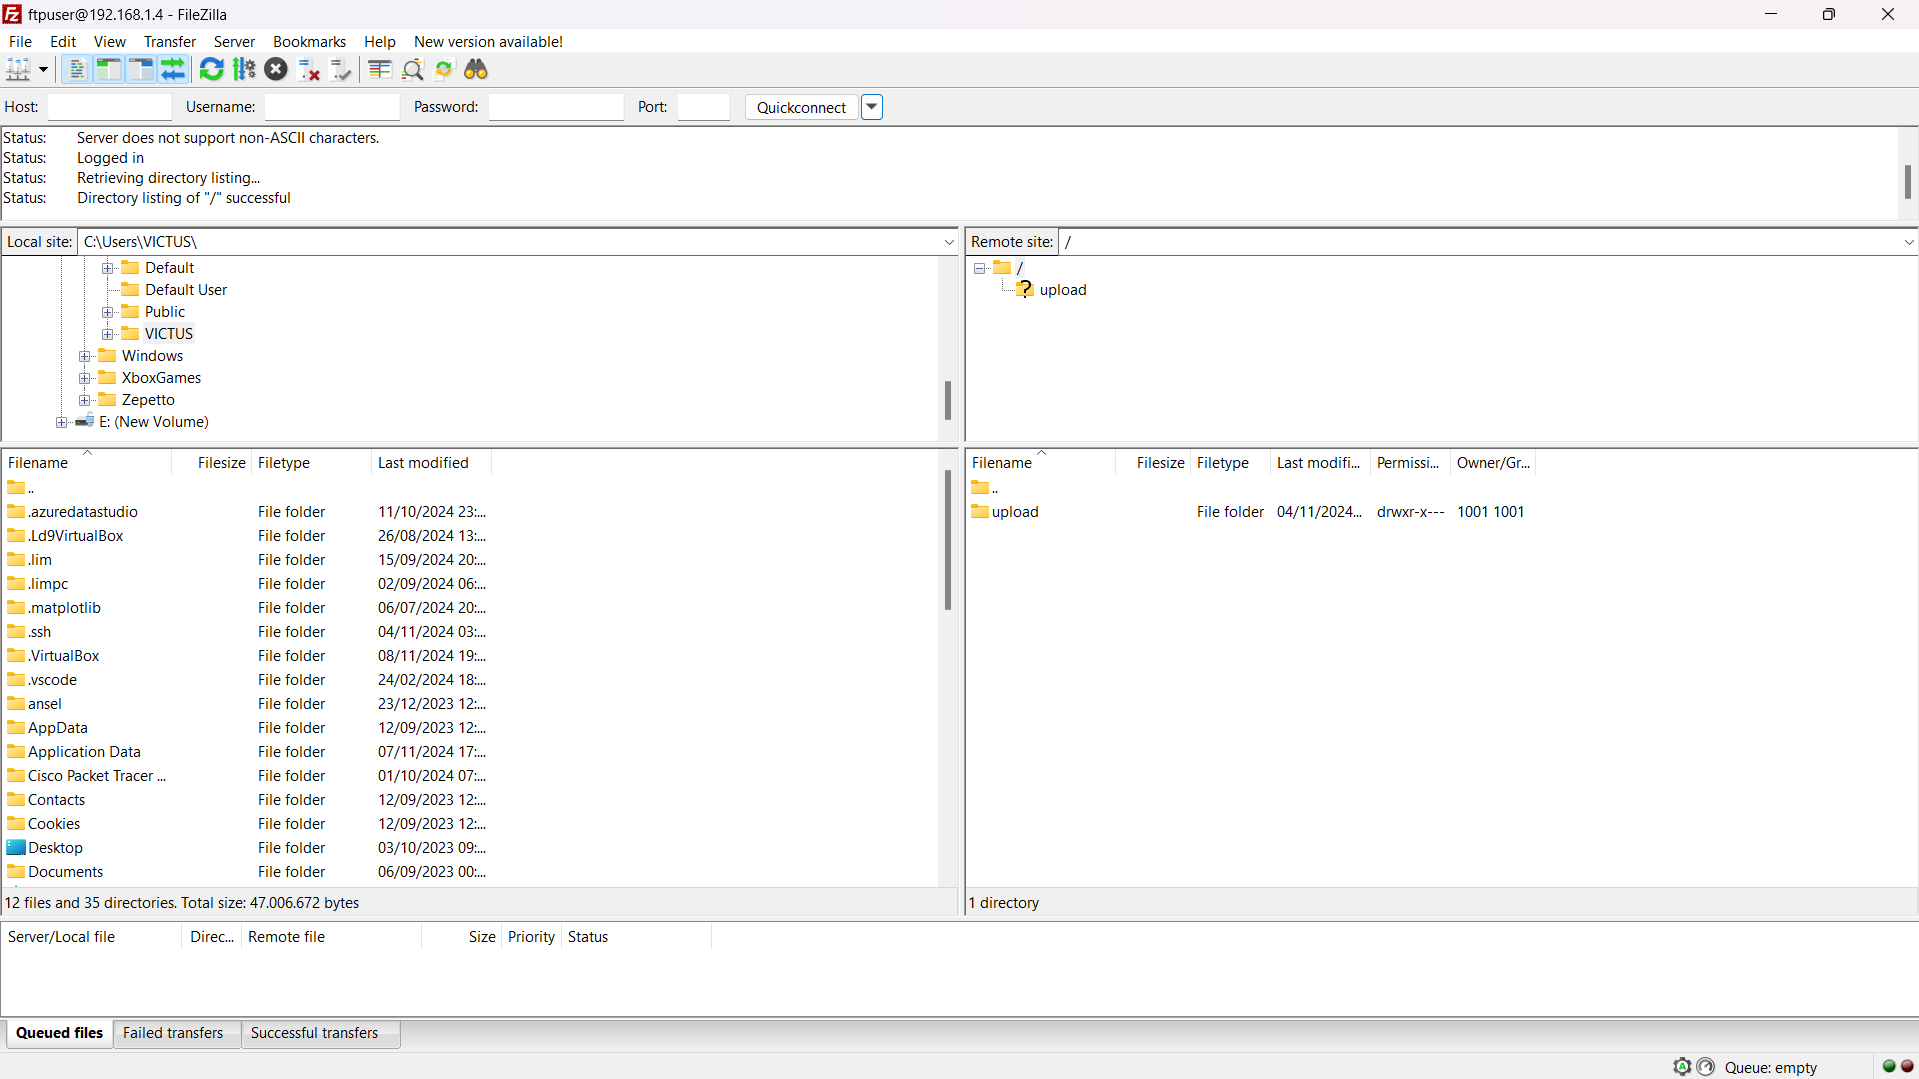 ftpuser@192.168.1.4 - FileZilla
File Edit View Transfer Server Bookmarks Help New version available!
Host: Username: Password: Port: Quickconnect
Status: Server does not support non-ASCII characters.
Status: Logged in
Status: Retrieving directory listing...
Status: Directory listing of "/" successful
Local site: C:\Users\VICTUS\
Default
Default User
Public
VICTUS
Windows
XboxGames
Zepetto
E: (New Volume)
Remote site: /
/
upload
Filename Filesize Filetype Last modified
..
.azuredatastudio File folder 11/10/2024 23:...
.Ld9VirtualBox File folder 26/08/2024 13:...
.lim File folder 15/09/2024 20:...
.limpc File folder 02/09/2024 06:...
.matplotlib File folder 06/07/2024 20:...
.ssh File folder 04/11/2024 03:...
.VirtualBox File folder 08/11/2024 19:...
.vscode File folder 24/02/2024 18:...
ansel File folder 23/12/2023 12:...
AppData File folder 12/09/2023 12:...
Application Data File folder 07/11/2024 17:...
Cisco Packet Tracer ... File folder 01/10/2024 07:...
Contacts File folder 12/09/2023 12:...
Cookies File folder 12/09/2023 12:...
Desktop File folder 03/10/2023 09:...
Documents File folder 06/09/2023 00:...
12 files and 35 directories. Total size: 47.006.672 bytes
Filename Filesize Filetype Last modifi... Permissi... Owner/Gr...
..
upload File folder 04/11/2024... drwxr-x--- 1001 1001
1 directory
Server/Local file Direc... Remote file Size Priority Status
Queued files Failed transfers Successful transfers
Queue: empty